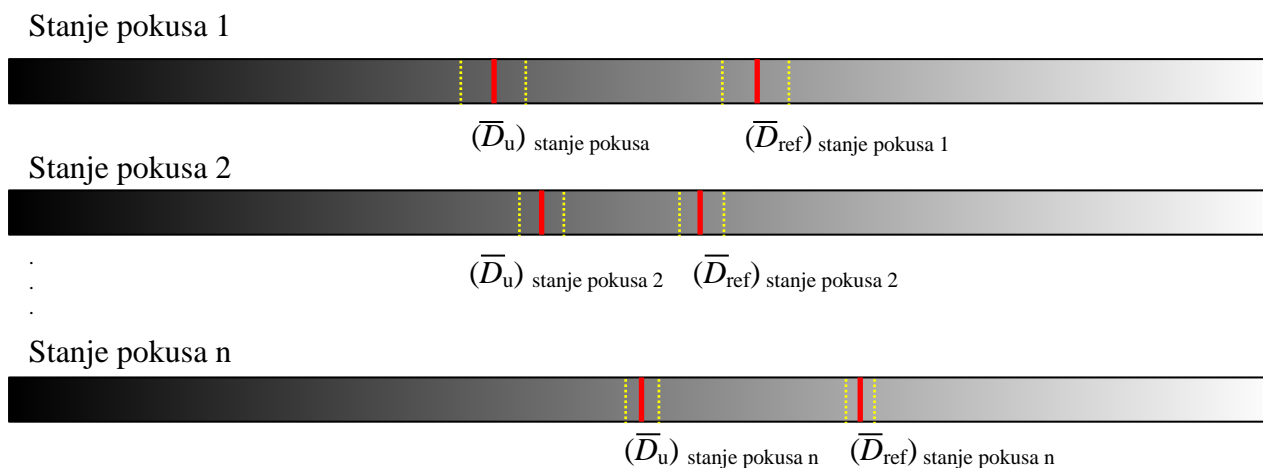 Stanje pokusa 1
(D̅u) stanje pokusa (D̅ref) stanje pokusa 1
Stanje pokusa 2
(D̅u) stanje pokusa 2 (D̅ref) stanje pokusa 2
.
.
.
Stanje pokusa n
(D̅u) stanje pokusa n (D̅ref) stanje pokusa n